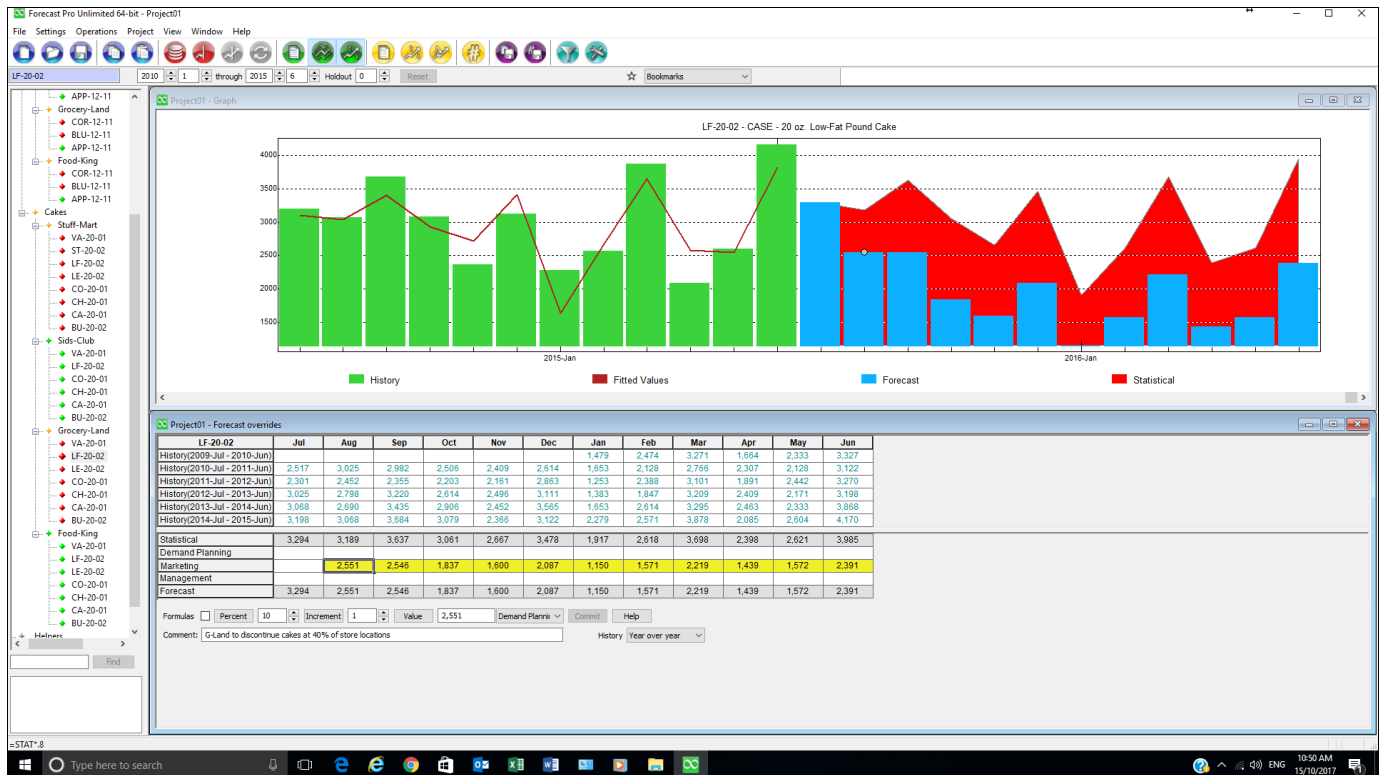 Forecast Pro Unlimited 64-bit - Project01
File Settings Operations Project View Window Help
LF-20-02 2010 1 through 2015 6 Holdout 0 Reset Bookmarks
APP-12-11
Grocery-Land
COR-12-11
BLU-12-11
APP-12-11
Food-King
COR-12-11
BLU-12-11
APP-12-11
Cakes
Stuff-Mart
VA-20-01
ST-20-02
LF-20-02
LE-20-02
CO-20-01
CH-20-01
CA-20-01
BU-20-02
Sids-Club
VA-20-01
LF-20-02
CO-20-01
CH-20-01
CA-20-01
BU-20-02
Grocery-Land
VA-20-01
LF-20-02
LE-20-02
CO-20-01
CH-20-01
CA-20-01
BU-20-02
Food-King
VA-20-01
LF-20-02
LE-20-02
CO-20-01
CH-20-01
CA-20-01
BU-20-02
Helpers
Find
Project01 - Graph
LF-20-02 - CASE - 20 oz. Low-Fat Pound Cake
4000
3500
3000
2500
2000
1500
2015-Jan 2016-Jan
History Fitted Values Forecast Statistical
Project01 - Forecast overrides
LF-20-02 Jul Aug Sep Oct Nov Dec Jan Feb Mar Apr May Jun
History(2009-Jul - 2010-Jun) 1,479 2,474 3,271 1,664 2,333 3,327
History(2010-Jul - 2011-Jun) 2,517 3,025 2,982 2,506 2,409 2,614 1,653 2,128 2,766 2,307 2,128 3,122
History(2011-Jul - 2012-Jun) 2,301 2,452 2,355 2,203 2,161 2,863 1,253 2,388 3,101 1,891 2,442 3,270
History(2012-Jul - 2013-Jun) 3,025 2,798 3,220 2,614 2,496 3,111 1,383 1,847 3,209 2,409 2,171 3,198
History(2013-Jul - 2014-Jun) 3,068 2,690 3,435 2,906 2,452 3,565 1,653 2,614 3,295 2,463 2,333 3,868
History(2014-Jul - 2015-Jun) 3,198 3,068 3,684 3,079 2,366 3,122 2,279 2,571 3,878 2,085 2,604 4,170
Statistical 3,294 3,189 3,637 3,061 2,667 3,478 1,917 2,618 3,698 2,398 2,621 3,985
Demand Planning
Marketing 2,551 2,546 1,837 1,600 2,087 1,150 1,571 2,219 1,439 1,572 2,391
Management
Forecast 3,294 2,551 2,546 1,837 1,600 2,087 1,150 1,571 2,219 1,439 1,572 2,391
Formulas Percent 10 Increment 1 Value 2,551 Demand Planni Commit Help
Comment: G-Land to discontinue cakes at 40% of store locations History Year over year
=STAT*.8
Type here to search ENG 10:50 AM
15/10/2017